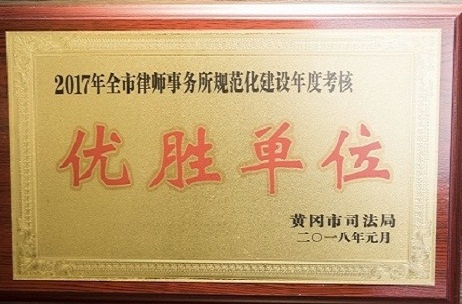 2017年全市律师事务所规范化建设年度考核
优胜单位
黄冈市司法局
二〇一八年元月